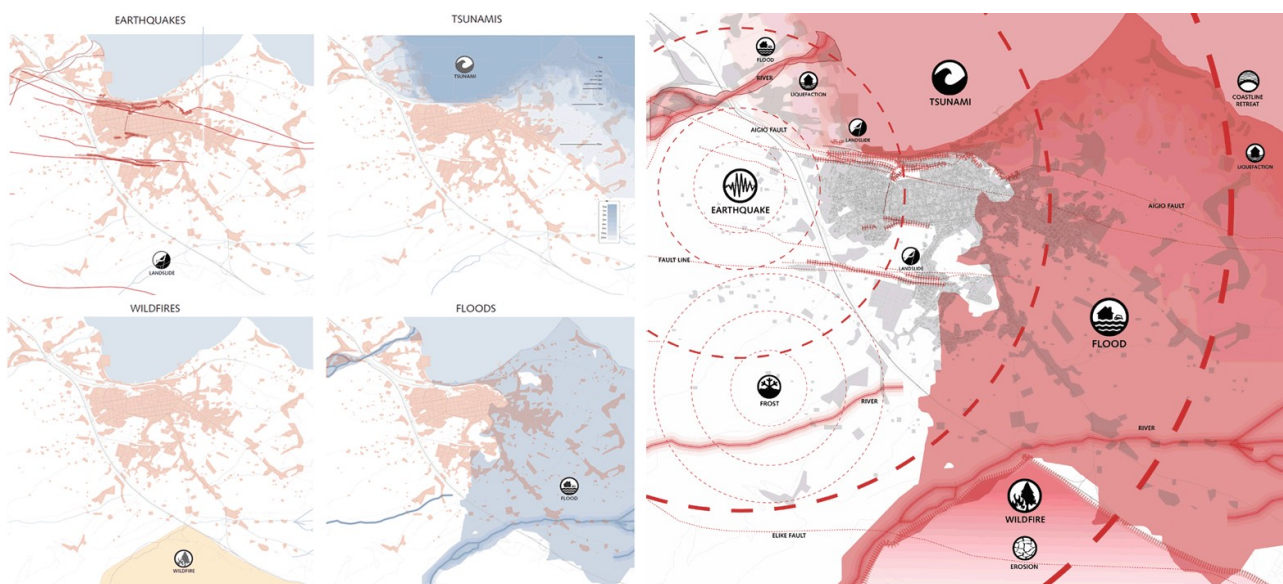 EARTHQUAKES
TSUNAMIS
TSUNAMI
LANDSLIDE
WILDFIRES
FLOODS
FLOOD
WILDFIRE
FLOOD
RIVER
LIQUEFACTION
TSUNAMI
COASTLINE
RETREAT
AIGIO FAULT
LANDSLIDE
LIQUEFACTION
EARTHQUAKE
AIGIO FAULT
FAULT LINE
LANDSLIDE
FLOOD
FROST
RIVER
RIVER
WILDFIRE
ELIKE FAULT
EROSION